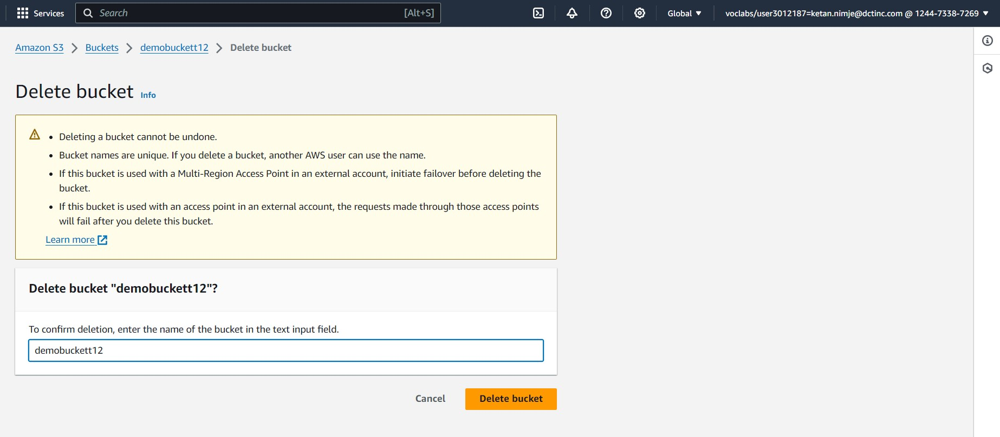 Services
Search [Alt+S]
Global ▼
voclabs/user3012187=ketan.nimje@dctinc.com @ 1244-7338-7269 ▼
Amazon S3 > Buckets > demobuckett12 > Delete bucket
Delete bucket Info
• Deleting a bucket cannot be undone.
• Bucket names are unique. If you delete a bucket, another AWS user can use the name.
• If this bucket is used with a Multi-Region Access Point in an external account, initiate failover before deleting the
bucket.
• If this bucket is used with an access point in an external account, the requests made through those access points
will fail after you delete this bucket.
Learn more
Delete bucket "demobuckett12"?
To confirm deletion, enter the name of the bucket in the text input field.
demobuckett12
Cancel
Delete bucket